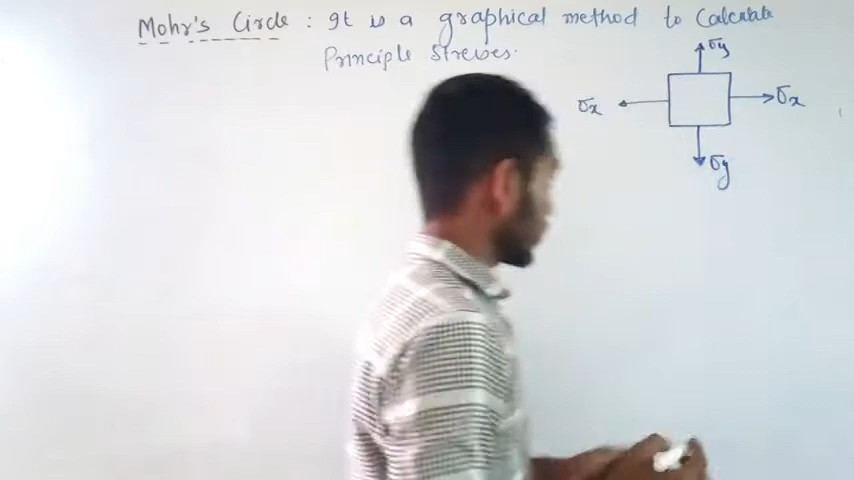 Mohr's Circle : It is a graphical method to Calculate
Principle Stresses.
σy
σx
σx
σy